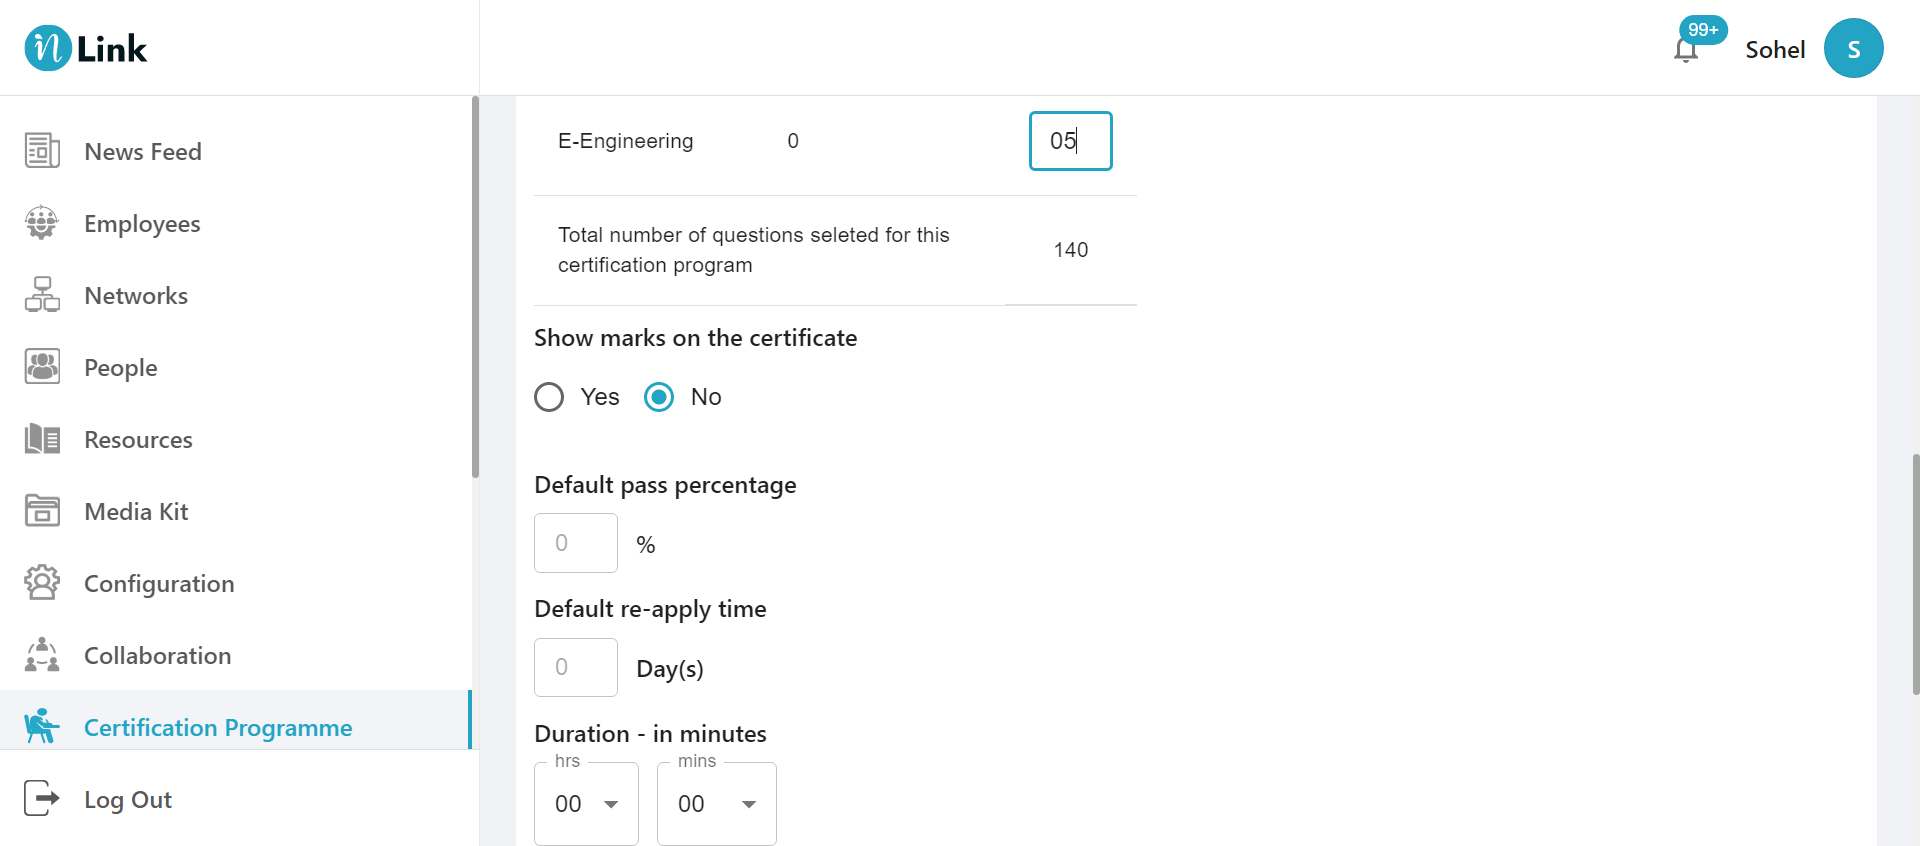 n Link
99+
Sohel
S
News Feed
Employees
Networks
People
Resources
Media Kit
Configuration
Collaboration
Certification Programme
Log Out
E-Engineering 0 05
Total number of questions seleted for this
certification program 140
Show marks on the certificate
Yes No
Default pass percentage
0 %
Default re-apply time
0 Day(s)
Duration - in minutes
hrs mins
00 00